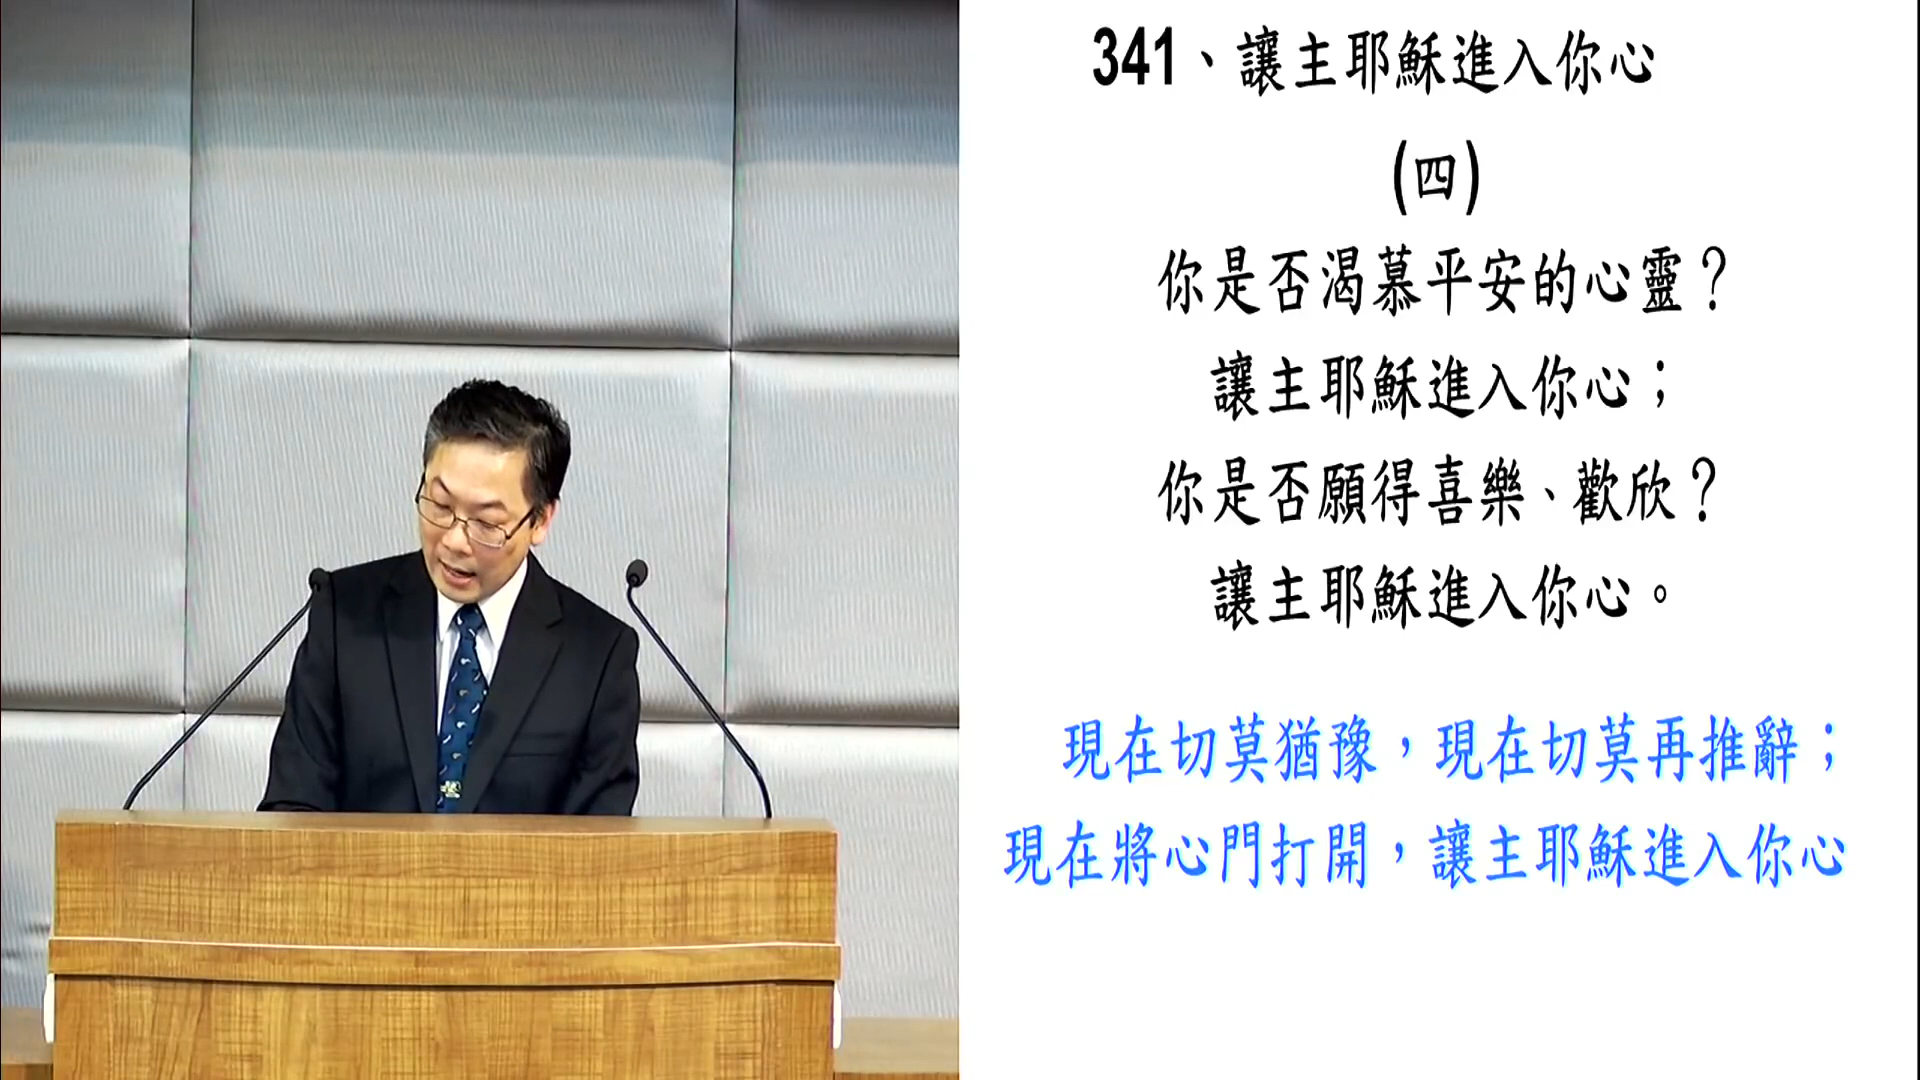 341、讓主耶穌進入你心
(四)
你是否渴慕平安的心靈？
讓主耶穌進入你心；
你是否願得喜樂、歡欣？
讓主耶穌進入你心。
現在切莫猶豫，現在切莫再推辭；
現在將心門打開，讓主耶穌進入你心